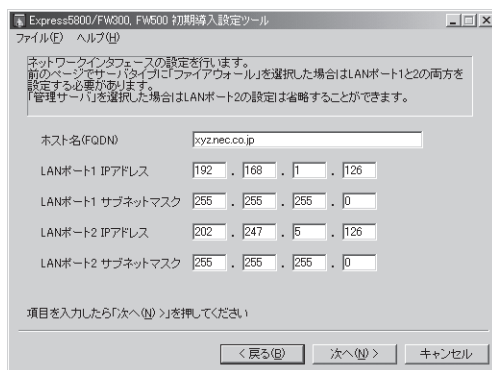 Express5800/FW300, FW500 初期導入設定ツール
ファイル(F) ヘルプ(H)
ネットワークインタフェースの設定を行います。
前のページでサーバタイプに「ファイアウォール」を選択した場合はLANポート1と2の両方を
設定する必要があります。
「管理サーバ」を選択した場合はLANポート2の設定は省略することができます。
ホスト名(FQDN) xyz.nec.co.jp
LANポート1 IPアドレス 192 . 168 . 1 . 126
LANポート1 サブネットマスク 255 . 255 . 255 . 0
LANポート2 IPアドレス 202 . 247 . 5 . 126
LANポート2 サブネットマスク 255 . 255 . 255 . 0
項目を入力したら「次へ(N) >」を押してください
< 戻る(B) 次へ(N) > キャンセル